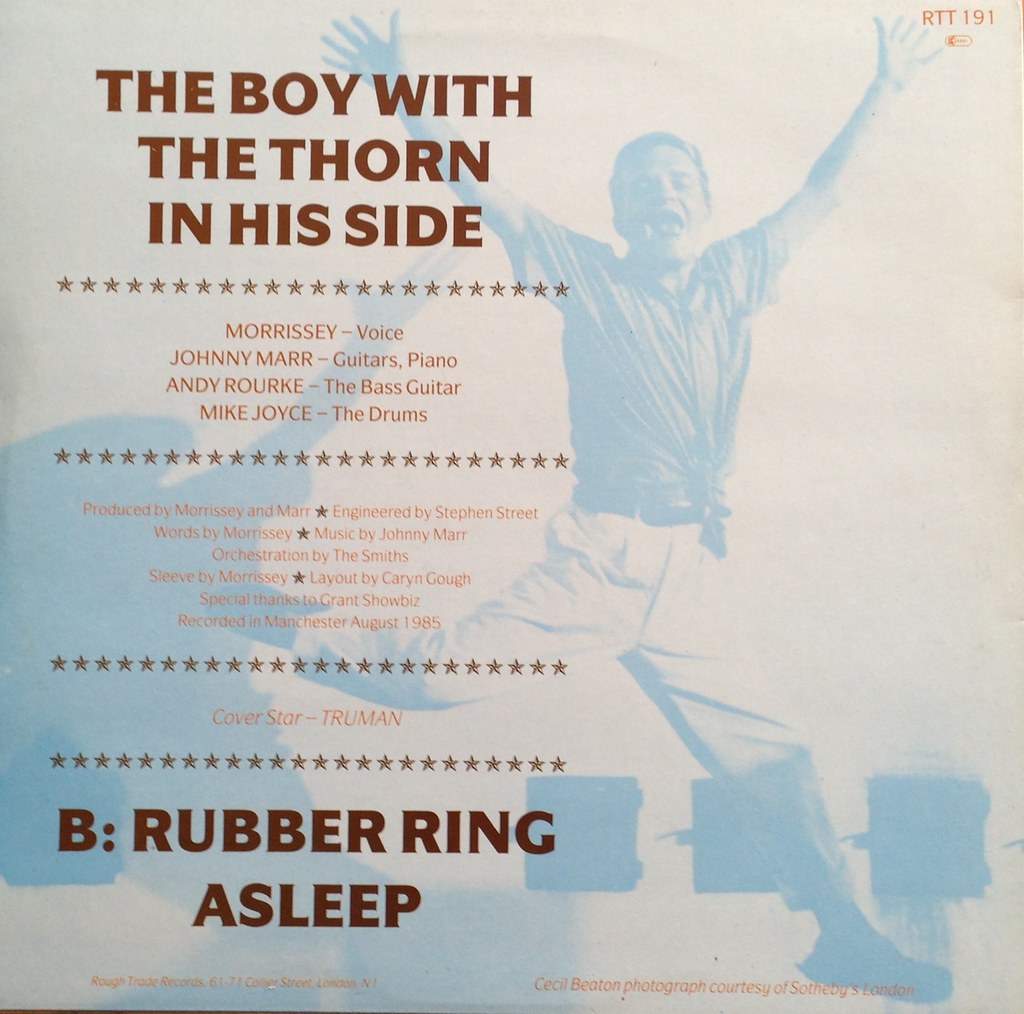 RTT 191
THE BOY WITH
THE THORN
IN HIS SIDE
MORRISSEY – Voice
JOHNNY MARR – Guitars, Piano
ANDY ROURKE – The Bass Guitar
MIKE JOYCE – The Drums
Produced by Morrissey and Marr ★ Engineered by Stephen Street
Words by Morrissey ★ Music by Johnny Marr
Orchestration by The Smiths
Sleeve by Morrissey ★ Layout by Caryn Gough
Special thanks to Grant Showbiz
Recorded in Manchester August 1985
Cover Star – TRUMAN
B: RUBBER RING
ASLEEP
Rough Trade Records, 61-71 Collier Street, London, N1
Cecil Beaton photograph courtesy of Sotheby's London